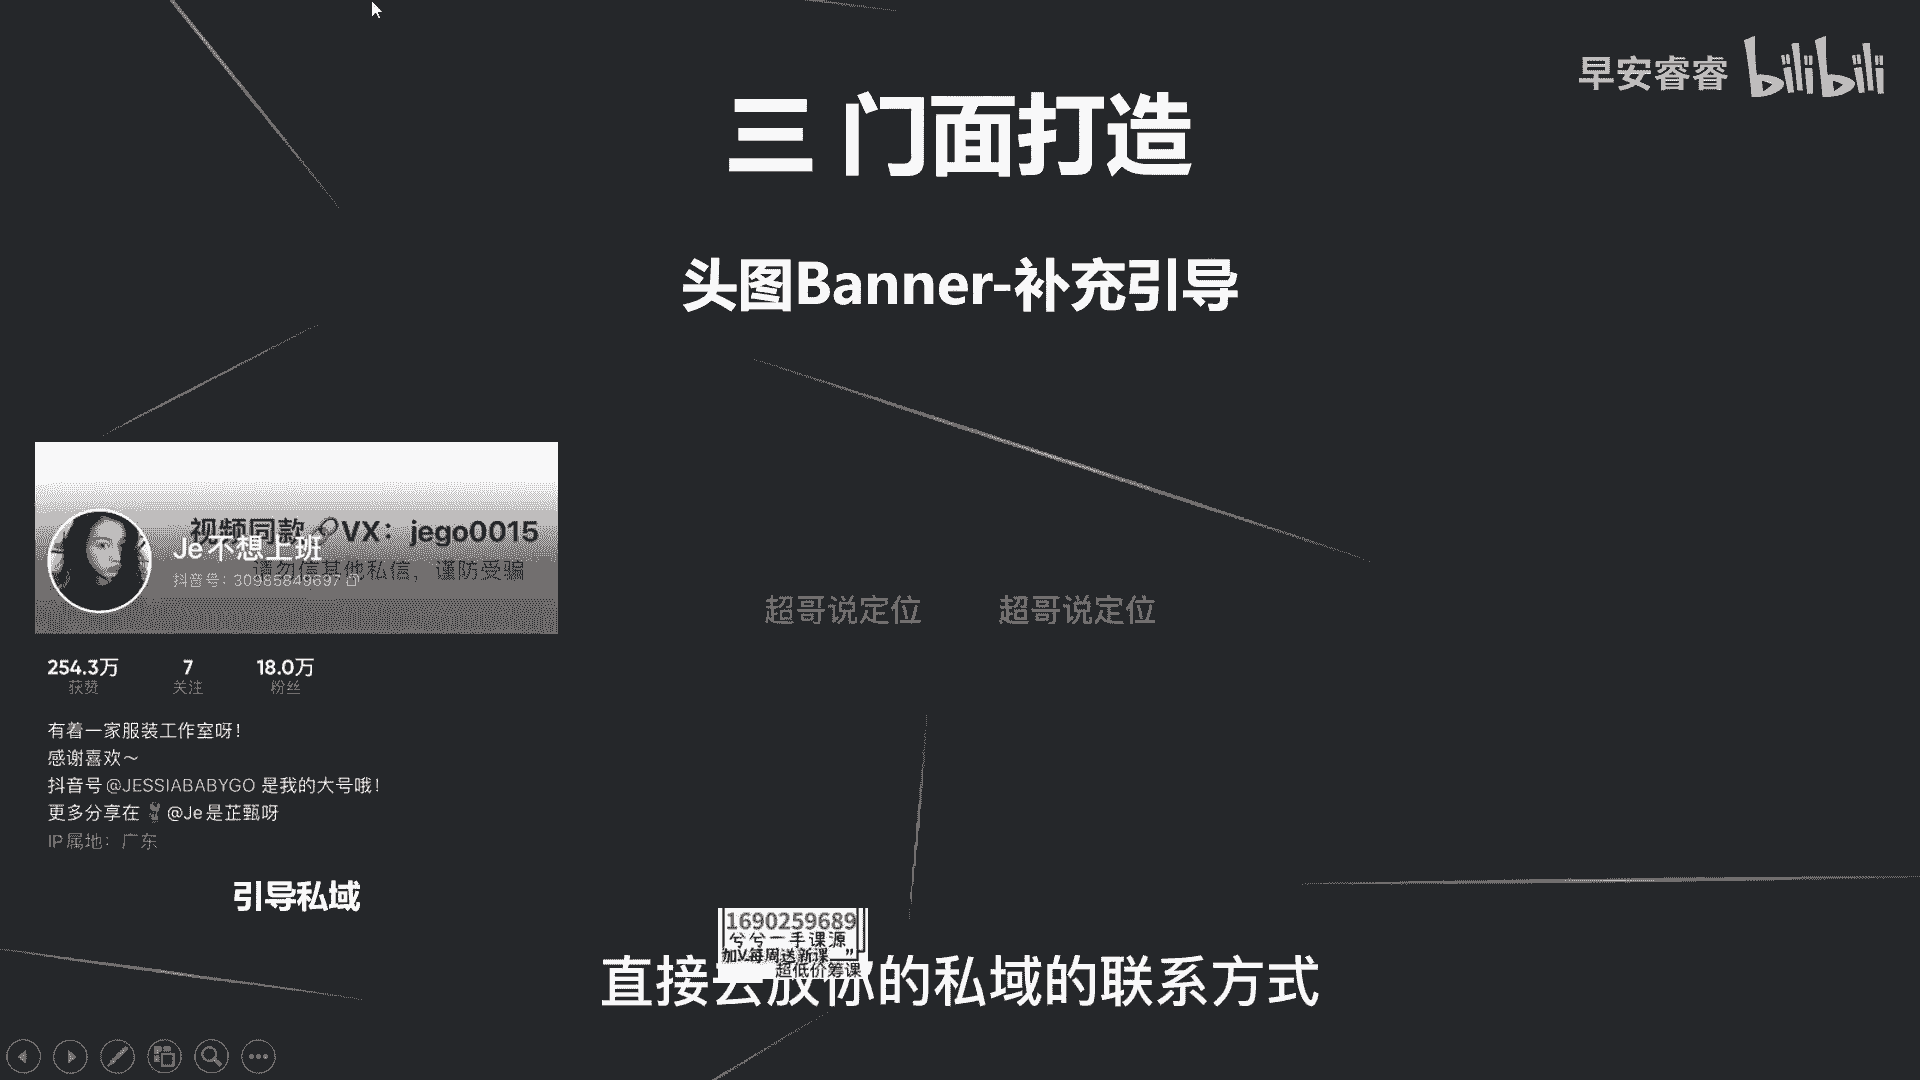 早安睿睿 bilibili
三 门面打造
头图Banner-补充引导
视频同款 VX：jego0015
Je不想上班
请勿信其他私信，谨防受骗
抖音号：30985849697
254.3万 7 18.0万
获赞 关注 粉丝
有着一家服装工作室呀！
感谢喜欢～
抖音号@JESSIABABYGO 是我的大号哦！
更多分享在 @Je是芷甄呀
IP属地：广东
引导私域
超哥说定位 超哥说定位
1690259689
兮兮一手课源
加V每周送新课
超低价筹课
直接去放你的私域的联系方式